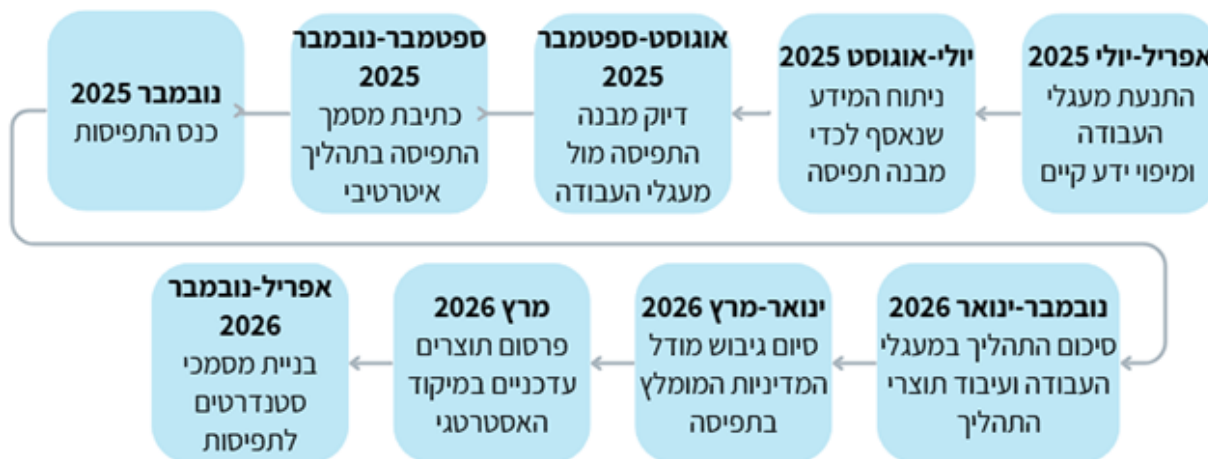 אפריל-יולי 2025
התנעת מעגלי
העבודה
ומיפוי ידע קיים
יולי-אוגוסט 2025
ניתוח המידע
שנאסף לכדי
מבנה תפיסה
אוגוסט-ספטמבר
2025
דיוק מבנה
התפיסה מול
מעגלי העבודה
ספטמבר-נובמבר
2025
כתיבת מסמך
התפיסה בתהליך
איטרטיבי
נובמבר 2025
כנס התפיסות
נובמבר-ינואר 2026
סיכום התהליך במעגלי
העבודה ועיבוד תוצרי
התהליך
ינואר-מרץ 2026
סיום גיבוש מודל
המדיניות המומלץ
בתפיסה
מרץ 2026
פרסום תוצרים
עדכניים במיקוד
האסטרטגי
אפריל-נובמבר
2026
בניית מסמכי
סטנדרטים
לתפיסות